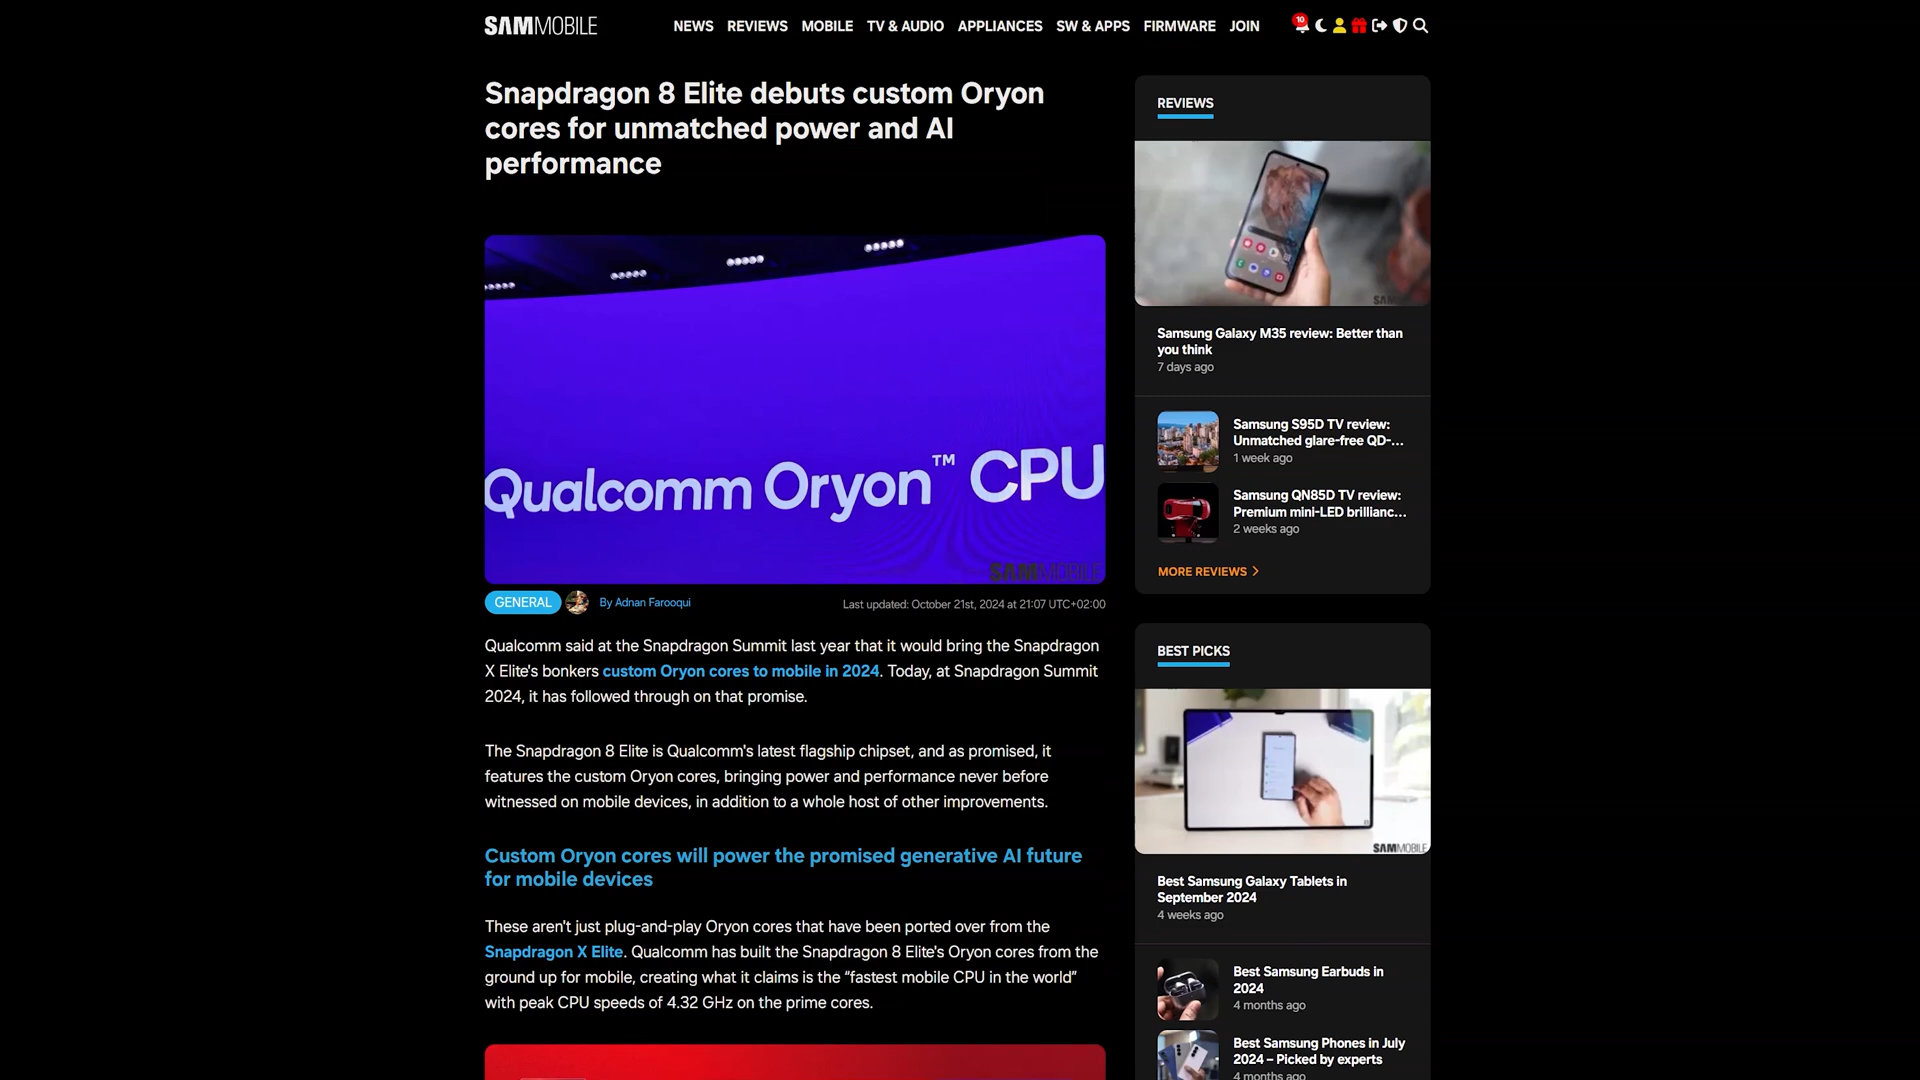 SAMMOBILE
NEWS REVIEWS MOBILE TV & AUDIO APPLIANCES SW & APPS FIRMWARE JOIN
10
Snapdragon 8 Elite debuts custom Oryon
cores for unmatched power and AI
performance
Qualcomm Oryon™ CPU
SAMMOBILE
GENERAL
By Adnan Farooqui
Last updated: October 21st, 2024 at 21:07 UTC+02:00
Qualcomm said at the Snapdragon Summit last year that it would bring the Snapdragon
X Elite's bonkers custom Oryon cores to mobile in 2024. Today, at Snapdragon Summit
2024, it has followed through on that promise.
The Snapdragon 8 Elite is Qualcomm's latest flagship chipset, and as promised, it
features the custom Oryon cores, bringing power and performance never before
witnessed on mobile devices, in addition to a whole host of other improvements.
Custom Oryon cores will power the promised generative AI future
for mobile devices
These aren't just plug-and-play Oryon cores that have been ported over from the
Snapdragon X Elite. Qualcomm has built the Snapdragon 8 Elite's Oryon cores from the
ground up for mobile, creating what it claims is the “fastest mobile CPU in the world”
with peak CPU speeds of 4.32 GHz on the prime cores.
REVIEWS
SAM
Samsung Galaxy M35 review: Better than
you think
7 days ago
Samsung S95D TV review:
Unmatched glare-free QD-...
1 week ago
Samsung QN85D TV review:
Premium mini-LED brillianc...
2 weeks ago
MORE REVIEWS >
BEST PICKS
SAMMOBILE
Best Samsung Galaxy Tablets in
September 2024
4 weeks ago
Best Samsung Earbuds in
2024
4 months ago
Best Samsung Phones in July
2024 – Picked by experts
4 months ago